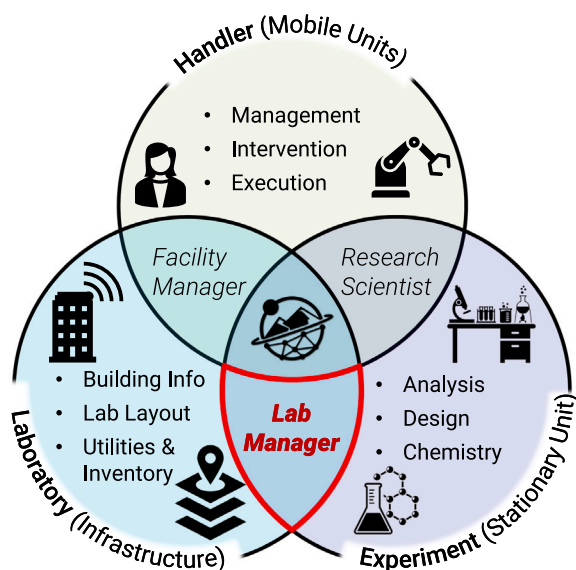 Handler (Mobile Units)
• Management
• Intervention
• Execution
Facility
Manager
Research
Scientist
• Building Info
• Lab Layout
• Utilities &
Inventory
Lab
Manager
• Analysis
• Design
• Chemistry
Laboratory (Infrastructure)
Experiment (Stationary Unit)